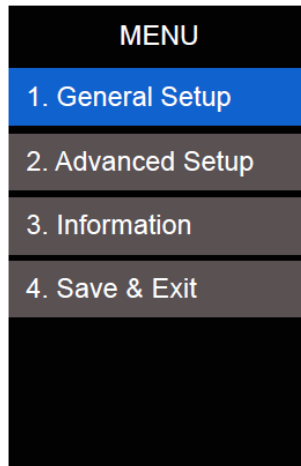 MENU
1. General Setup
2. Advanced Setup
3. Information
4. Save & Exit